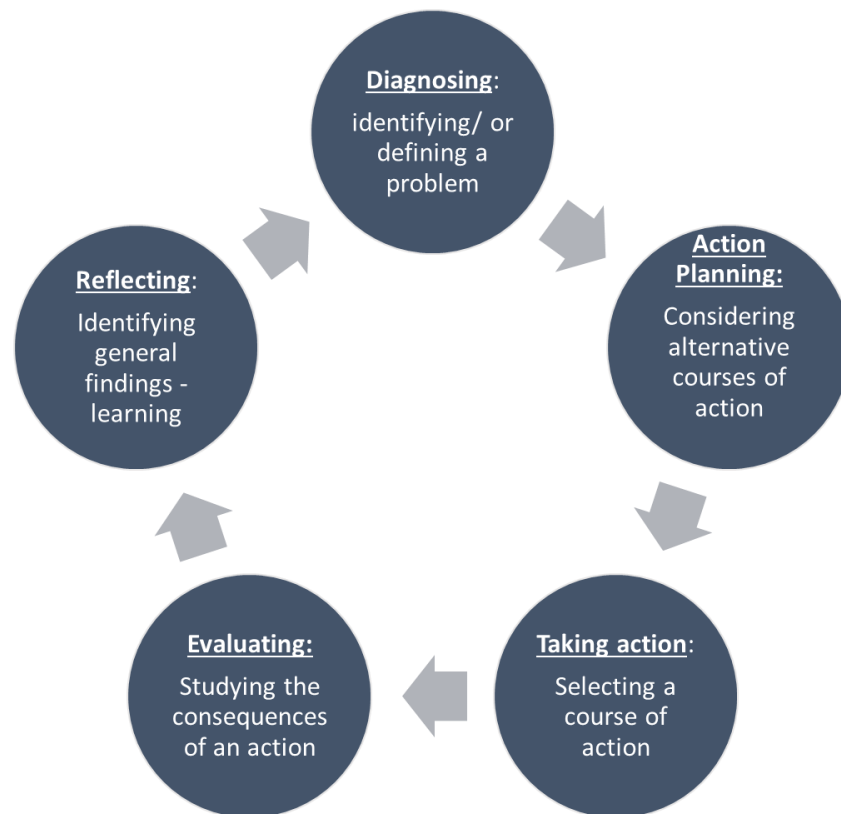 Diagnosing:
identifying/ or
defining a
problem
Action
Planning:
Considering
alternative
courses of
action
Taking action:
Selecting a
course of
action
Evaluating:
Studying the
consequences
of an action
Reflecting:
Identifying
general
findings -
learning